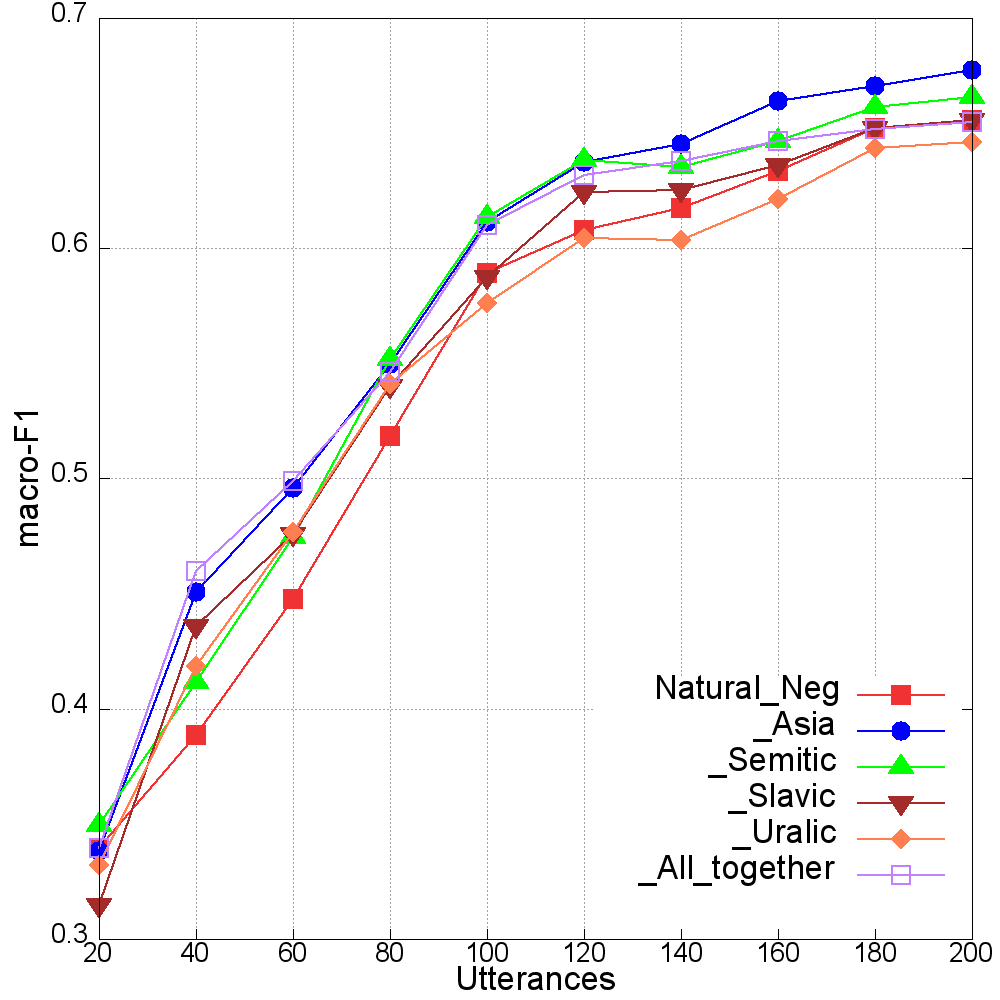 0.7
0.6
0.5
0.4
0.3
macro-F1
Natural_Neg
_Asia
_Semitic
_Slavic
_Uralic
_All_together
20 40 60 80 100 120 140 160 180 200
Utterances